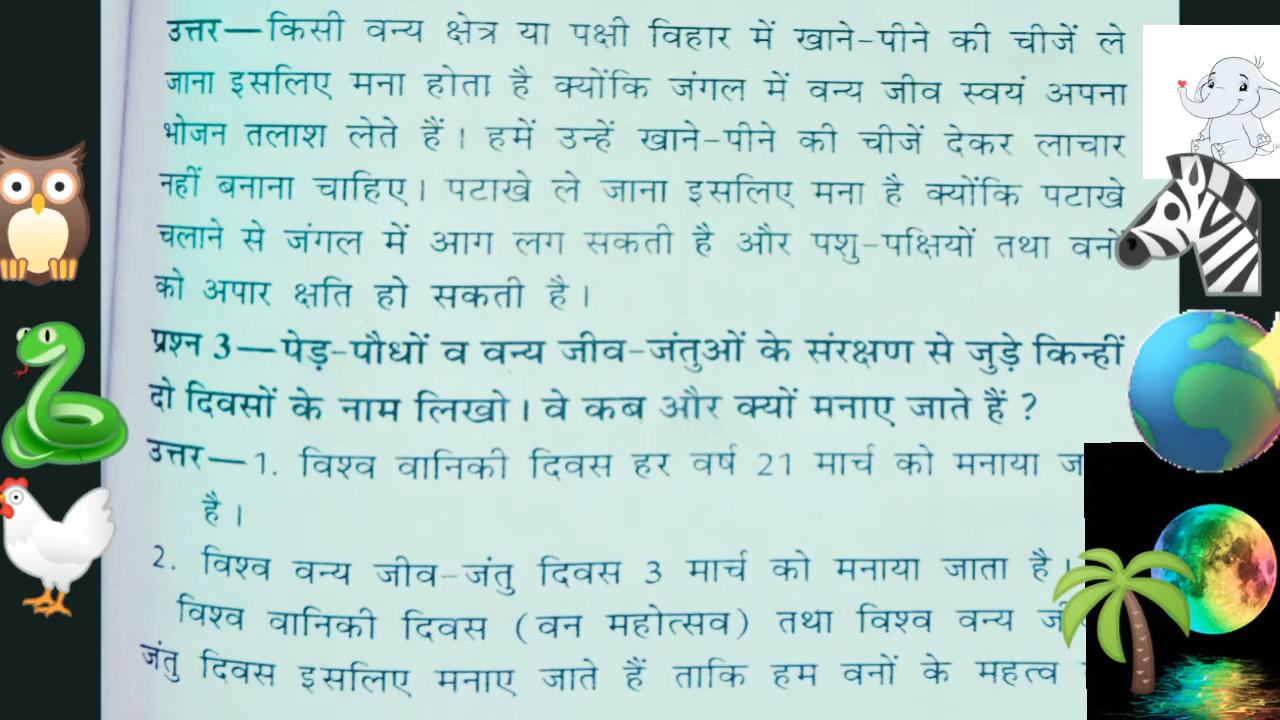 उत्तर—किसी वन्य क्षेत्र या पक्षी विहार में खाने-पीने की चीजें ले
जाना इसलिए मना होता है क्योंकि जंगल में वन्य जीव स्वयं अपना
भोजन तलाश लेते हैं। हमें उन्हें खाने-पीने की चीजें देकर लाचार
नहीं बनाना चाहिए। पटाखे ले जाना इसलिए मना है क्योंकि पटाखे
चलाने से जंगल में आग लग सकती है और पशु-पक्षियों तथा वनों
को अपार क्षति हो सकती है।
प्रश्न 3—पेड़-पौधों व वन्य जीव-जंतुओं के संरक्षण से जुड़े किन्हीं
दो दिवसों के नाम लिखो। वे कब और क्यों मनाए जाते हैं ?
उत्तर—1. विश्व वानिकी दिवस हर वर्ष 21 मार्च को मनाया
है।
2. विश्व वन्य जीव-जंतु दिवस 3 मार्च को मनाया जाता है।
विश्व वानिकी दिवस (वन महोत्सव) तथा विश्व वन्य
जंतु दिवस इसलिए मनाए जाते हैं ताकि हम वनों के महत्व